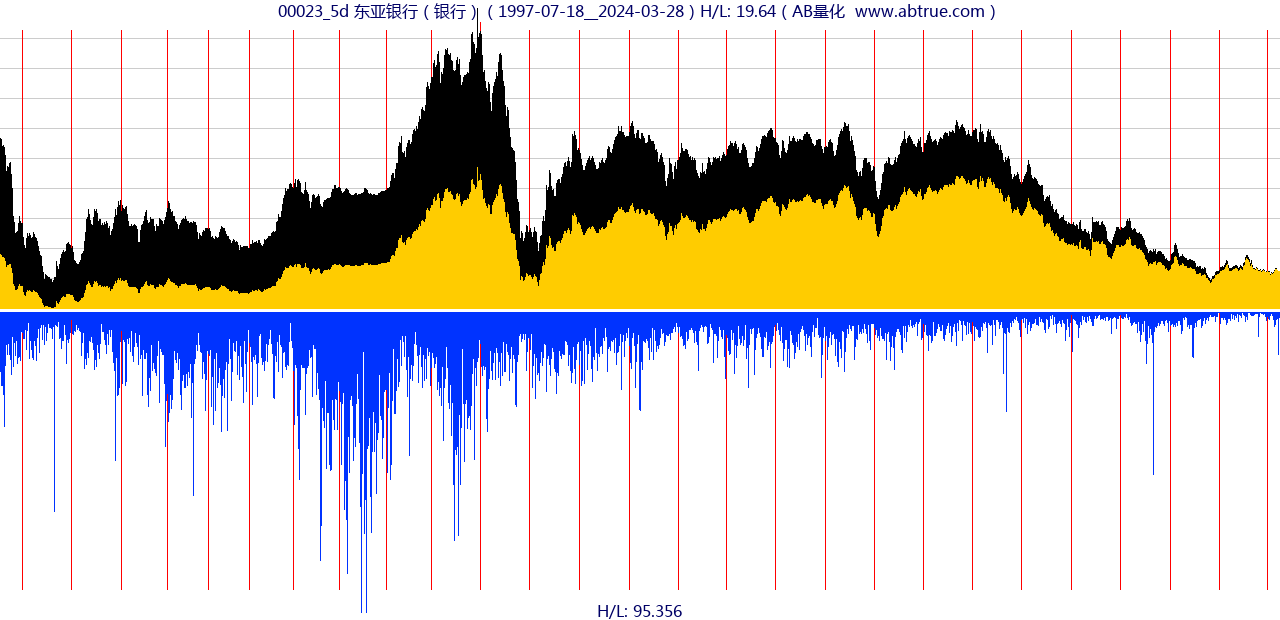 00023_5d 东亚银行 ( 银行 ) ( 1997-07-18__2024-03-28 ) H/L: 19.64 ( AB量化 www.abtrue.com )
H/L: 95.356